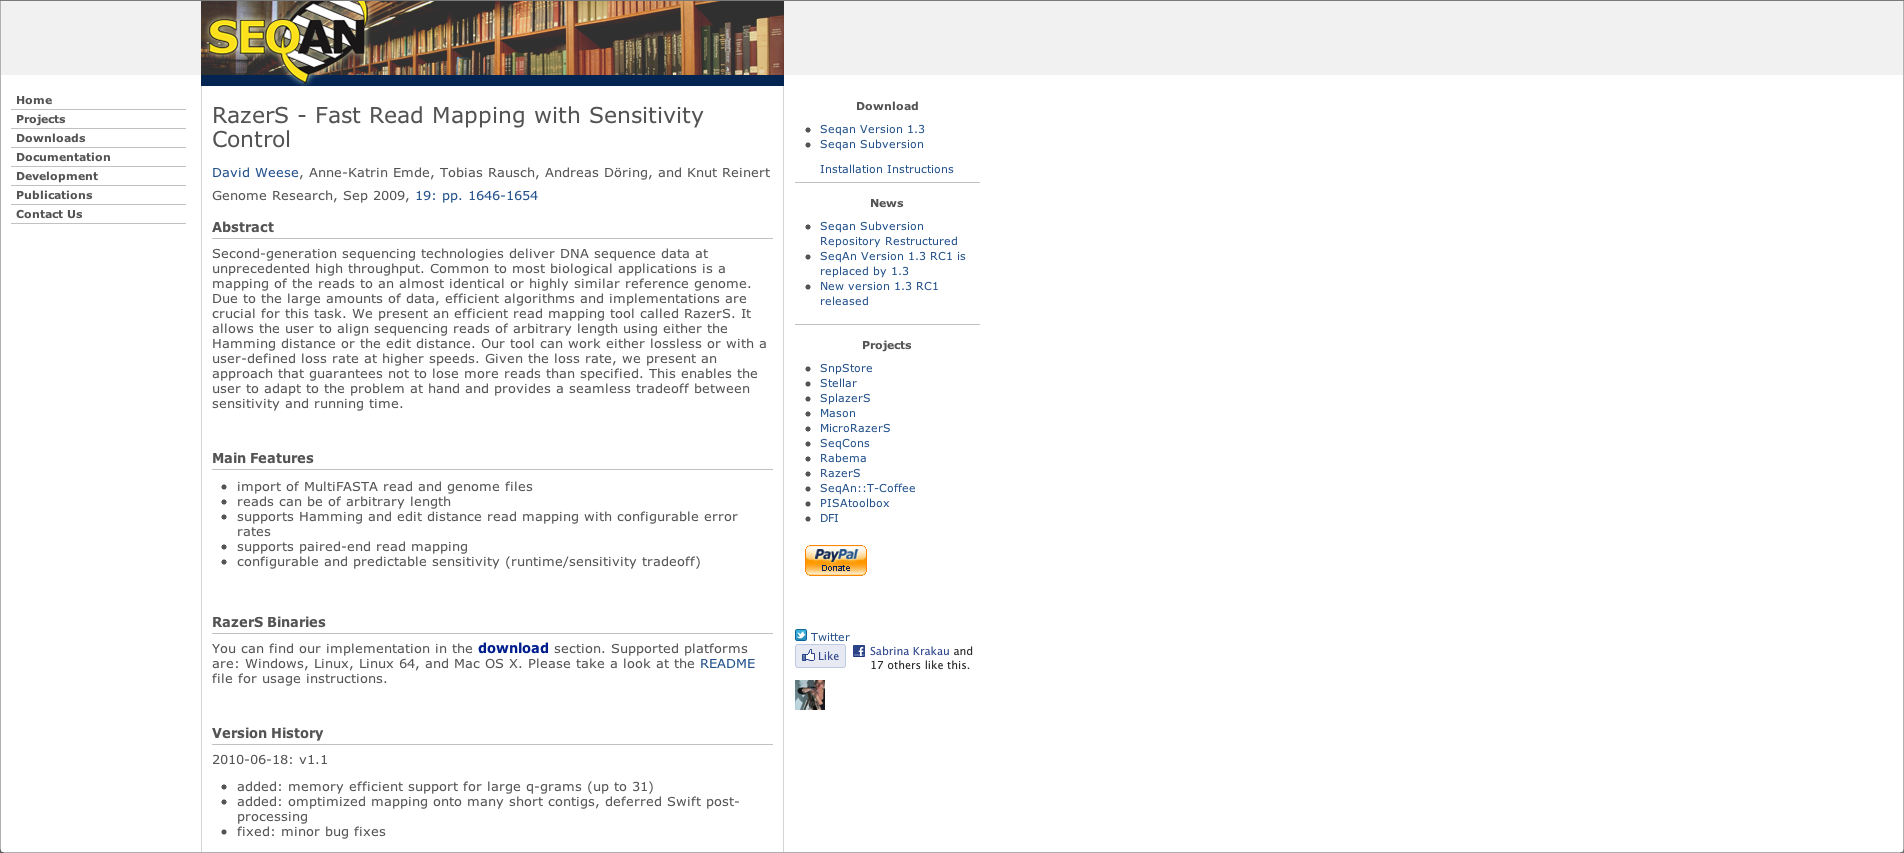 SEQAN
Home
Projects
Downloads
Documentation
Development
Publications
Contact Us
RazerS - Fast Read Mapping with Sensitivity
Control
David Weese, Anne-Katrin Emde, Tobias Rausch, Andreas Döring, and Knut Reinert
Genome Research, Sep 2009, 19: pp. 1646-1654
Abstract
Second-generation sequencing technologies deliver DNA sequence data at
unprecedented high throughput. Common to most biological applications is a
mapping of the reads to an almost identical or highly similar reference genome.
Due to the large amounts of data, efficient algorithms and implementations are
crucial for this task. We present an efficient read mapping tool called RazerS. It
allows the user to align sequencing reads of arbitrary length using either the
Hamming distance or the edit distance. Our tool can work either lossless or with a
user-defined loss rate at higher speeds. Given the loss rate, we present an
approach that guarantees not to lose more reads than specified. This enables the
user to adapt to the problem at hand and provides a seamless tradeoff between
sensitivity and running time.
Main Features
import of MultiFASTA read and genome files
reads can be of arbitrary length
supports Hamming and edit distance read mapping with configurable error
rates
supports paired-end read mapping
configurable and predictable sensitivity (runtime/sensitivity tradeoff)
RazerS Binaries
You can find our implementation in the download section. Supported platforms
are: Windows, Linux, Linux 64, and Mac OS X. Please take a look at the README
file for usage instructions.
Version History
2010-06-18: v1.1
added: memory efficient support for large q-grams (up to 31)
added: omptimized mapping onto many short contigs, deferred Swift post-
processing
fixed: minor bug fixes
Download
Seqan Version 1.3
Seqan Subversion
Installation Instructions
News
Seqan Subversion
Repository Restructured
SeqAn Version 1.3 RC1 is
replaced by 1.3
New version 1.3 RC1
released
Projects
SnpStore
Stellar
SplazerS
Mason
MicroRazerS
SeqCons
Rabema
RazerS
SeqAn::T-Coffee
PISAtoolbox
DFI
PayPal
Donate
Twitter
Like
Sabrina Krakau and
17 others like this.